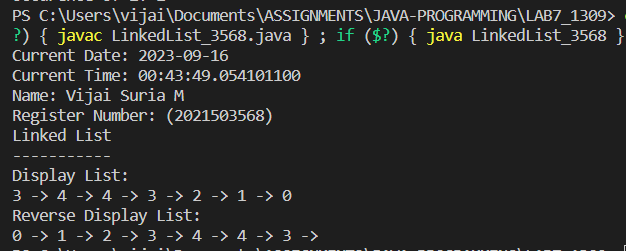 PS C:\Users\vijai\Documents\ASSIGNMENTS\JAVA-PROGRAMMING\LAB7_1309>
?) { javac LinkedList_3568.java } ; if ($?) { java LinkedList_3568 }
Current Date: 2023-09-16
Current Time: 00:43:49.054101100
Name: Vijai Suria M
Register Number: (2021503568)
Linked List
-----------
Display List:
3 -> 4 -> 4 -> 3 -> 2 -> 1 -> 0
Reverse Display List:
0 -> 1 -> 2 -> 3 -> 4 -> 4 -> 3 ->